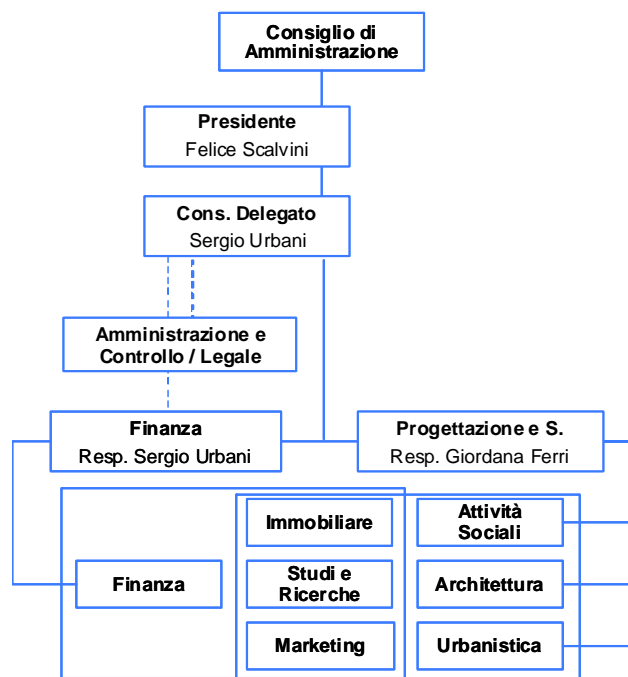 Consiglio di
Amministrazione
Presidente
Felice Scalvini
Cons. Delegato
Sergio Urbani
Amministrazione e
Controllo / Legale
Finanza
Resp. Sergio Urbani
Progettazione e S.
Resp. Giordana Ferri
Immobiliare
Attività
Sociali
Finanza
Studi e
Ricerche
Architettura
Marketing
Urbanistica